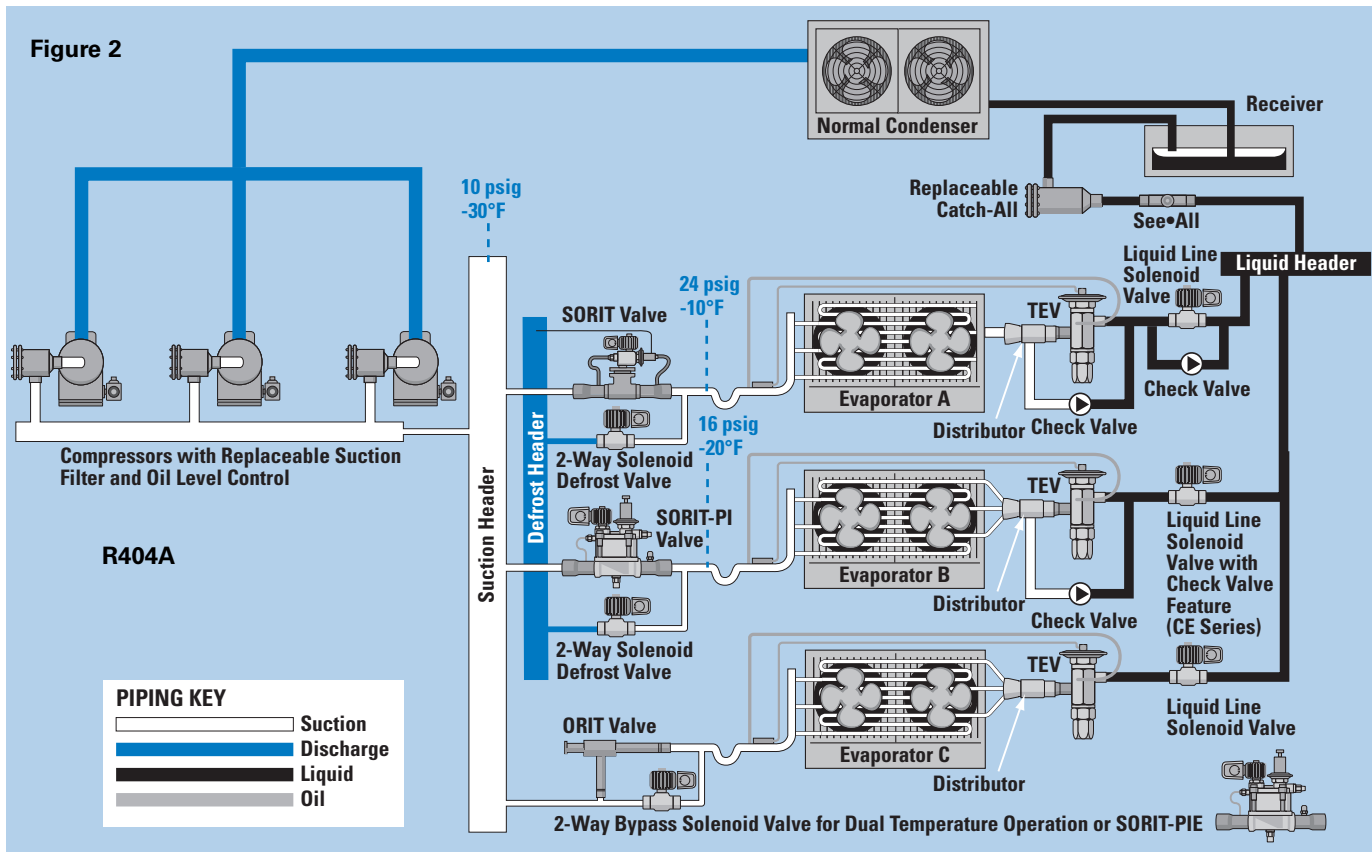 Figure 2
Normal Condenser
Receiver
Replaceable
Catch-All
See•All
Liquid Header
10 psig
-30°F
24 psig
-10°F
SORIT Valve
TEV
Liquid Line
Solenoid
Valve
Evaporator A
Distributor
Check Valve
Check Valve
Compressors with Replaceable Suction
Filter and Oil Level Control
Suction Header
Defrost Header
2-Way Solenoid
Defrost Valve
16 psig
-20°F
R404A
SORIT-PI
Valve
TEV
Evaporator B
Distributor
Check Valve
Liquid Line
Solenoid
Valve with
Check Valve
Feature
(CE Series)
2-Way Solenoid
Defrost Valve
ORIT Valve
TEV
Evaporator C
Distributor
Liquid Line
Solenoid Valve
2-Way Bypass Solenoid Valve for Dual Temperature Operation or SORIT-PIE
PIPING KEY
Suction
Discharge
Liquid
Oil